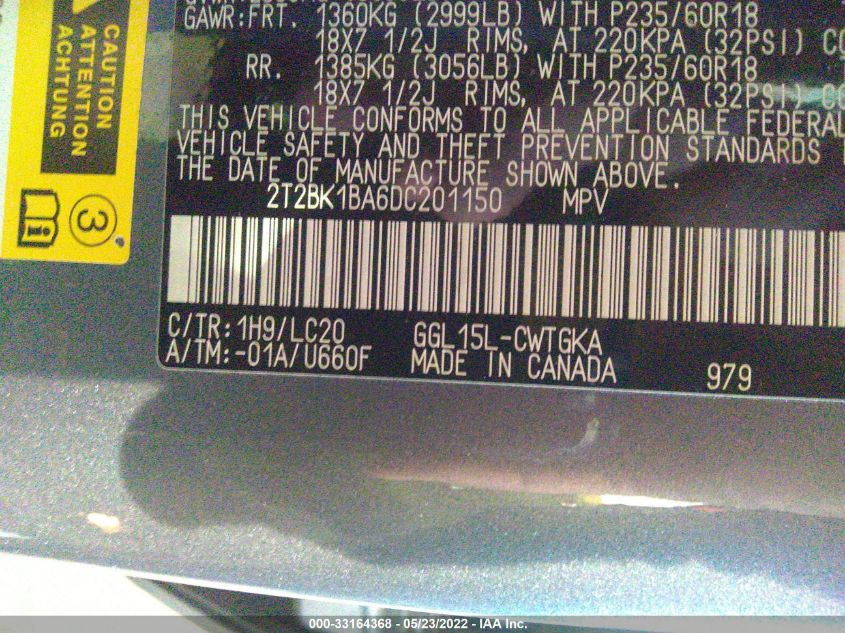 GAWR:FRT. 1360KG (2999LB) WITH P235/60R18
18X7 1/2J RIMS, AT 220KPA (32PSI)
RR. 1385KG (3056LB) WITH P235/60R18
18X7 1/2J RIMS, AT 220KPA (32PSI)
THIS VEHICLE CONFORMS TO ALL APPLICABLE FEDERAL
VEHICLE SAFETY AND THEFT PREVENTION STANDARDS
THE DATE OF MANUFACTURE SHOWN ABOVE.
2T2BK1BA6DC201150 MPV
C/TR: 1H9/LC20 GGL15L-CWTGKA
A/TM:-01A/U660F MADE IN CANADA 979
CAUTION
ATTENTION
ACHTUNG
3
000-33164368 - 05/23/2022 - IAA Inc.